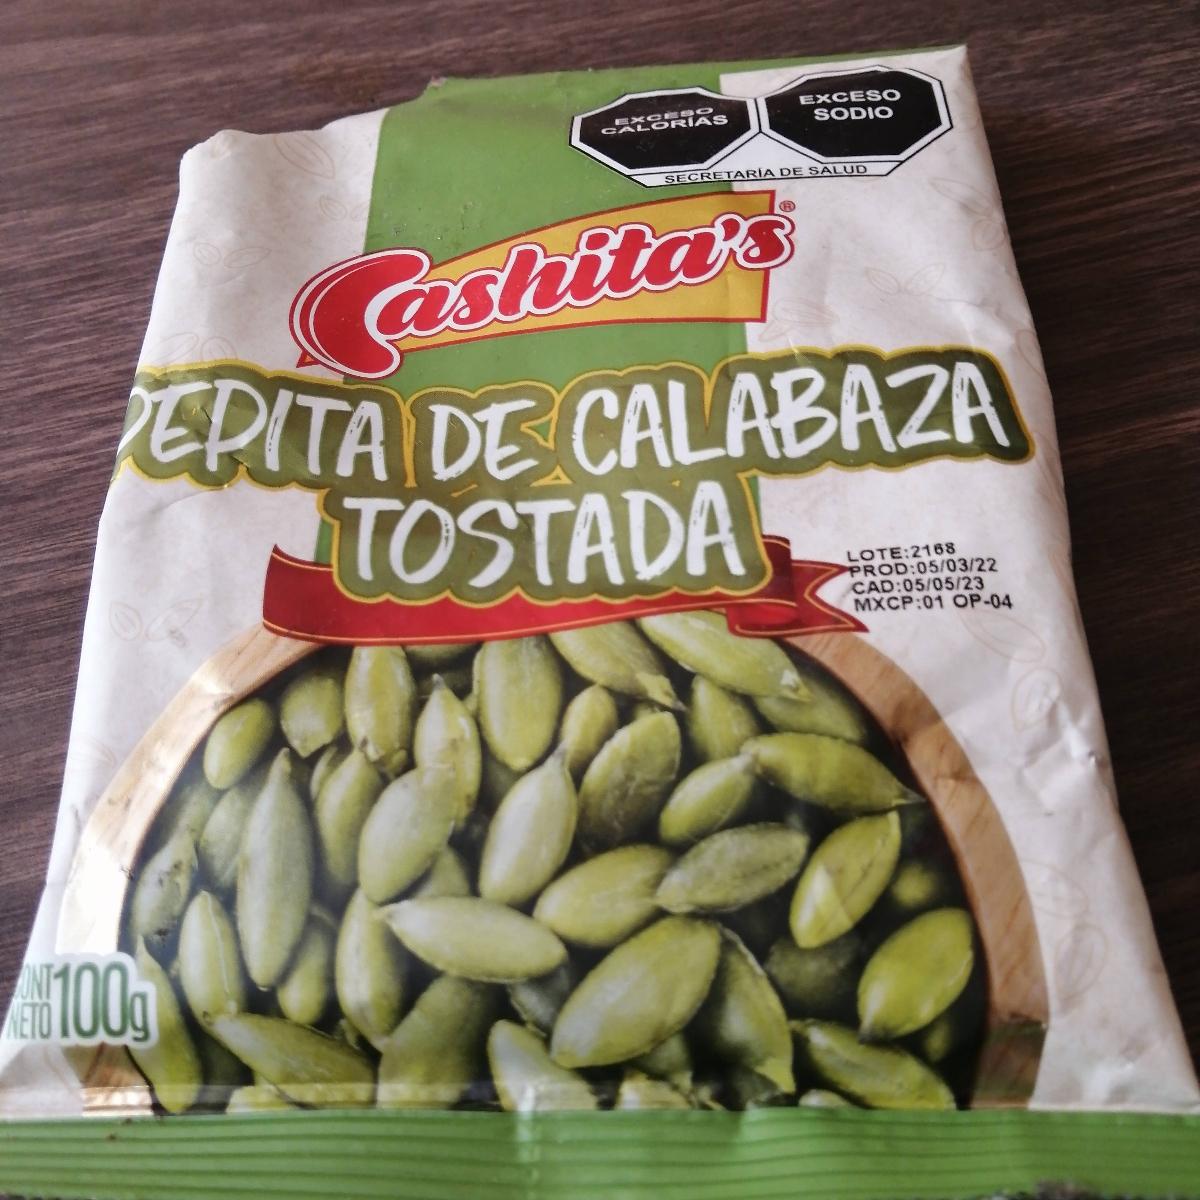 EXCESO
CALORÍAS
EXCESO
SODIO
SECRETARÍA DE SALUD
Cashita's®
PEPITA DE CALABAZA
TOSTADA
LOTE:2168
PROD:05/03/22
CAD:05/05/23
MXCP:01 OP-04
CONT
NETO 100g